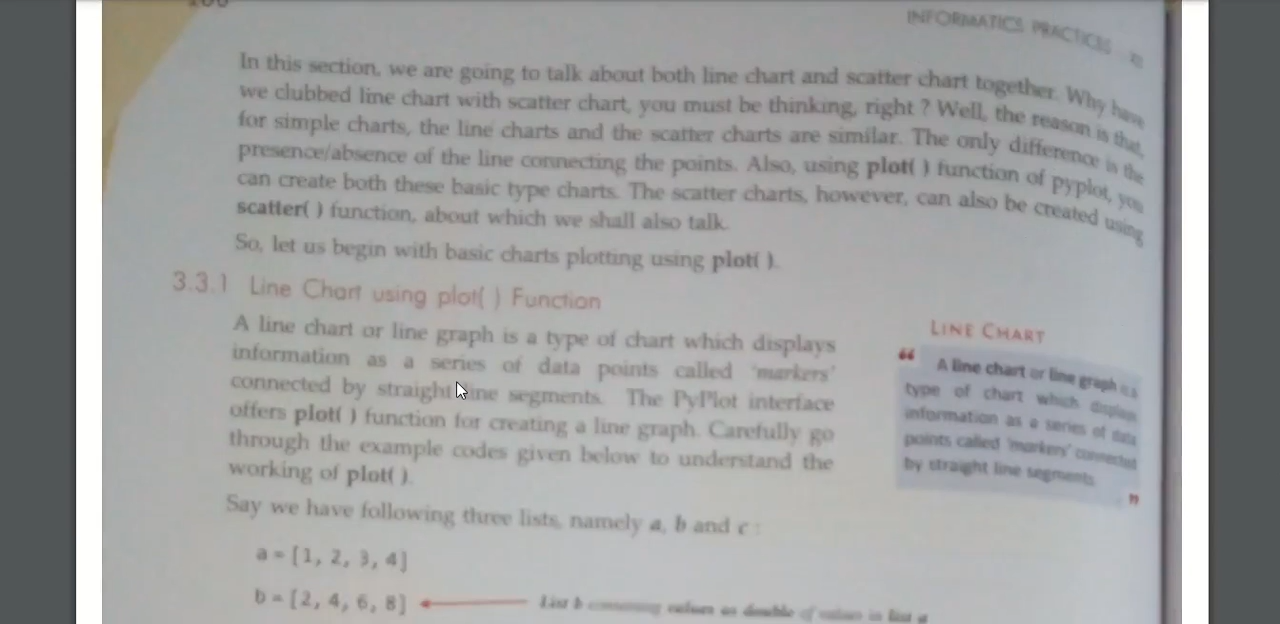 INFORMATICS PRACTICES
In this section, we are going to talk about both line chart and scatter chart together. Why have
we clubbed line chart with scatter chart, you must be thinking, right ? Well, the reason is that,
for simple charts, the line charts and the scatter charts are similar. The only difference is the
presence/absence of the line connecting the points. Also, using plot( ) function of pyplot, you
can create both these basic type charts. The scatter charts, however, can also be created using
scatter( ) function, about which we shall also talk.
So, let us begin with basic charts plotting using plot( ).
3.3.1 Line Chart using plot( ) Function
A line chart or line graph is a type of chart which displays
information as a series of data points called 'markers'
connected by straight line segments. The PyPlot interface
offers plot( ) function for creating a line graph. Carefully go
through the example codes given below to understand the
working of plot( ).
LINE CHART
“ A line chart or line graph is a
type of chart which displays
information as a series of data
points called 'markers' connected
by straight line segments.
”
Say we have following three lists, namely a, b and c :
a = [1, 2, 3, 4]
b = [2, 4, 6, 8] List b containing values as double of values in list a